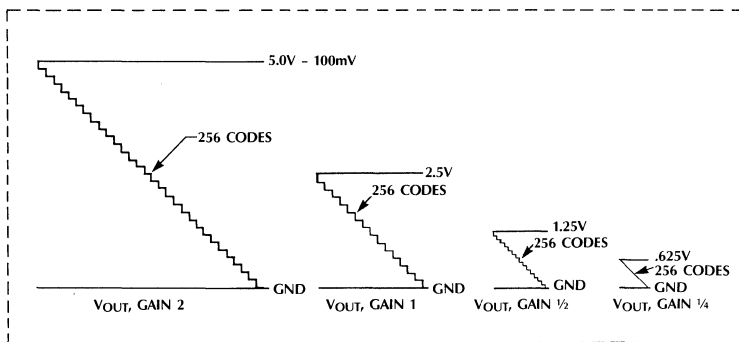 5.0V – 100mV
256 CODES
GND
VOUT, GAIN 2
2.5V
256 CODES
GND
VOUT, GAIN 1
1.25V
256 CODES
GND
VOUT, GAIN ½
.625V
256 CODES
GND
VOUT, GAIN ¼